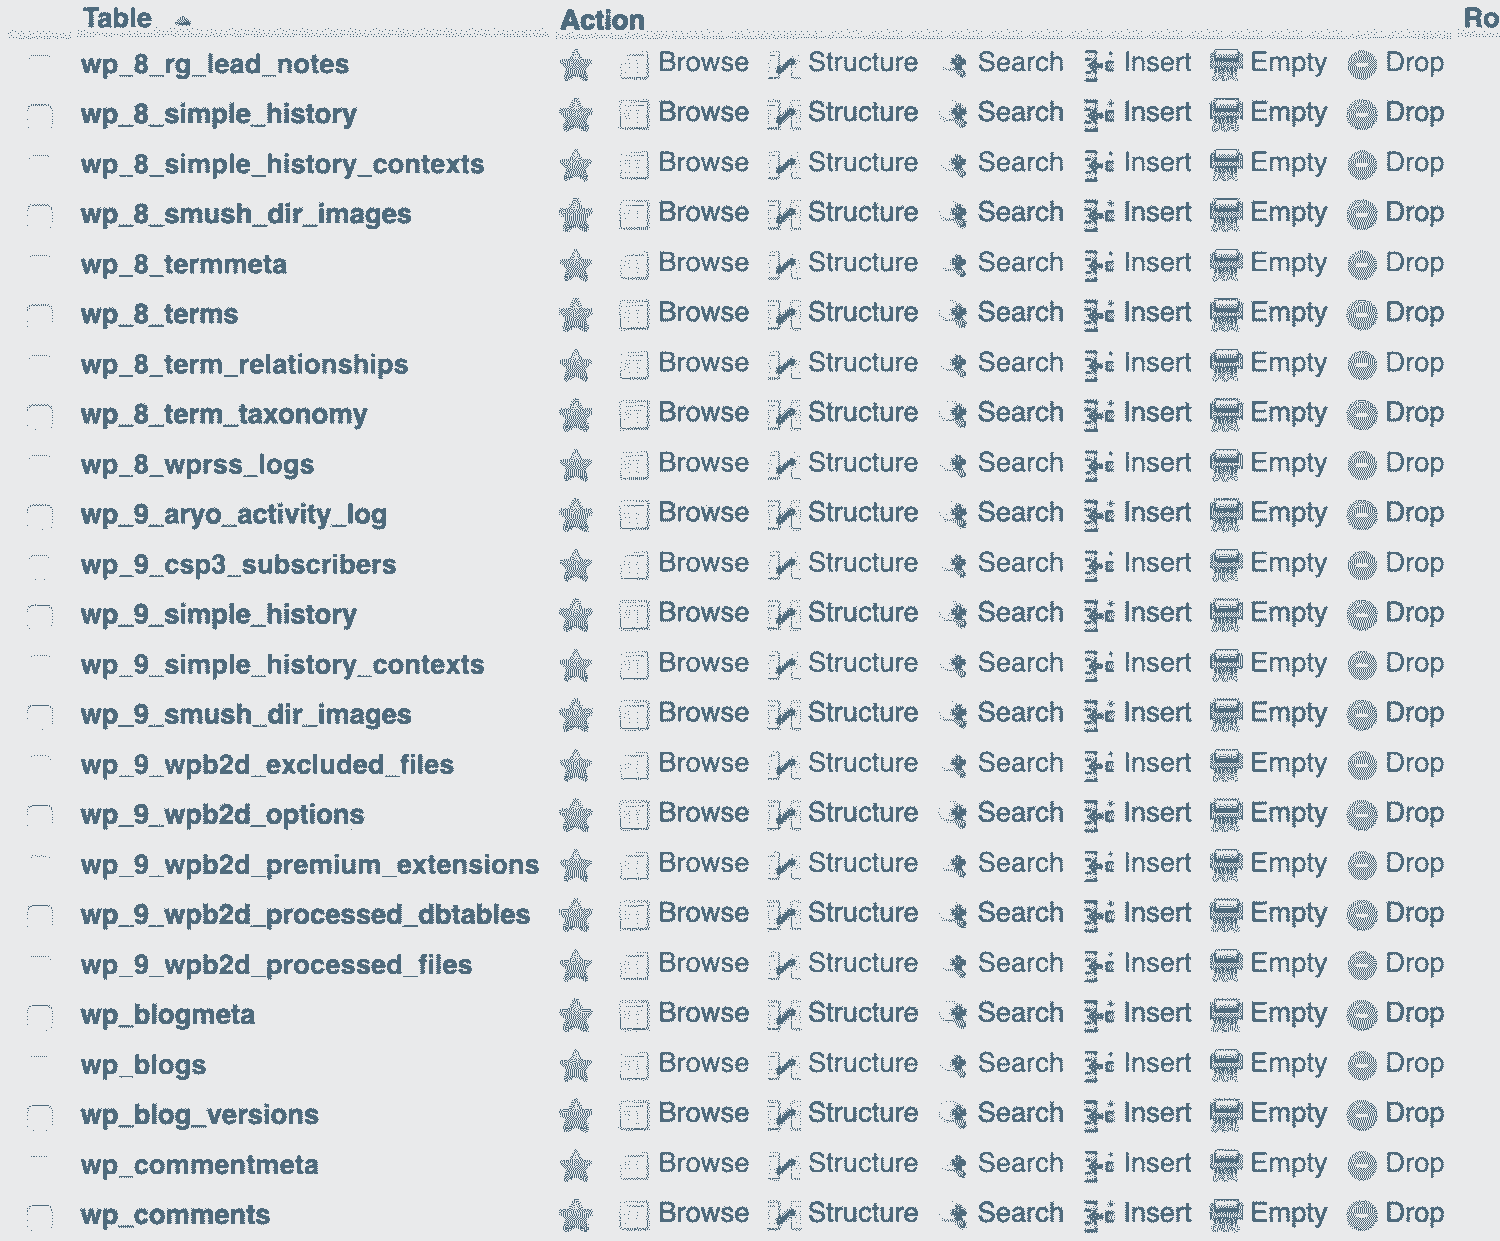 Table Action Ro
wp_8_rg_lead_notes Browse Structure Search Insert Empty Drop
wp_8_simple_history Browse Structure Search Insert Empty Drop
wp_8_simple_history_contexts Browse Structure Search Insert Empty Drop
wp_8_smush_dir_images Browse Structure Search Insert Empty Drop
wp_8_termmeta Browse Structure Search Insert Empty Drop
wp_8_terms Browse Structure Search Insert Empty Drop
wp_8_term_relationships Browse Structure Search Insert Empty Drop
wp_8_term_taxonomy Browse Structure Search Insert Empty Drop
wp_8_wprss_logs Browse Structure Search Insert Empty Drop
wp_9_aryo_activity_log Browse Structure Search Insert Empty Drop
wp_9_csp3_subscribers Browse Structure Search Insert Empty Drop
wp_9_simple_history Browse Structure Search Insert Empty Drop
wp_9_simple_history_contexts Browse Structure Search Insert Empty Drop
wp_9_smush_dir_images Browse Structure Search Insert Empty Drop
wp_9_wpb2d_excluded_files Browse Structure Search Insert Empty Drop
wp_9_wpb2d_options Browse Structure Search Insert Empty Drop
wp_9_wpb2d_premium_extensions Browse Structure Search Insert Empty Drop
wp_9_wpb2d_processed_dbtables Browse Structure Search Insert Empty Drop
wp_9_wpb2d_processed_files Browse Structure Search Insert Empty Drop
wp_blogmeta Browse Structure Search Insert Empty Drop
wp_blogs Browse Structure Search Insert Empty Drop
wp_blog_versions Browse Structure Search Insert Empty Drop
wp_commentmeta Browse Structure Search Insert Empty Drop
wp_comments Browse Structure Search Insert Empty Drop